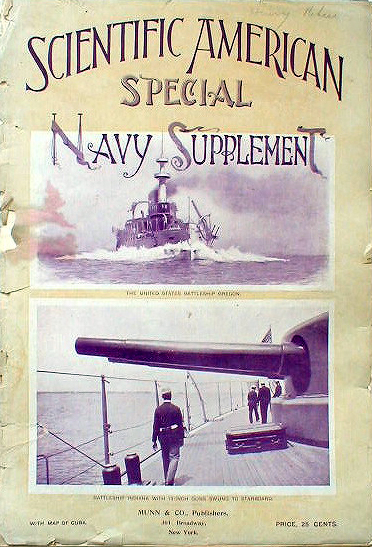 SCIENTIFIC AMERICAN
SPECIAL
NAVY SUPPLEMENT
THE UNITED STATES BATTLESHIP OREGON.
BATTLESHIP INDIANA WITH 13-INCH GUNS SWUNG TO STARBOARD.
MUNN & CO., Publishers,
WITH MAP OF CUBA.
361 Broadway,
PRICE, 25 CENTS.
New York.